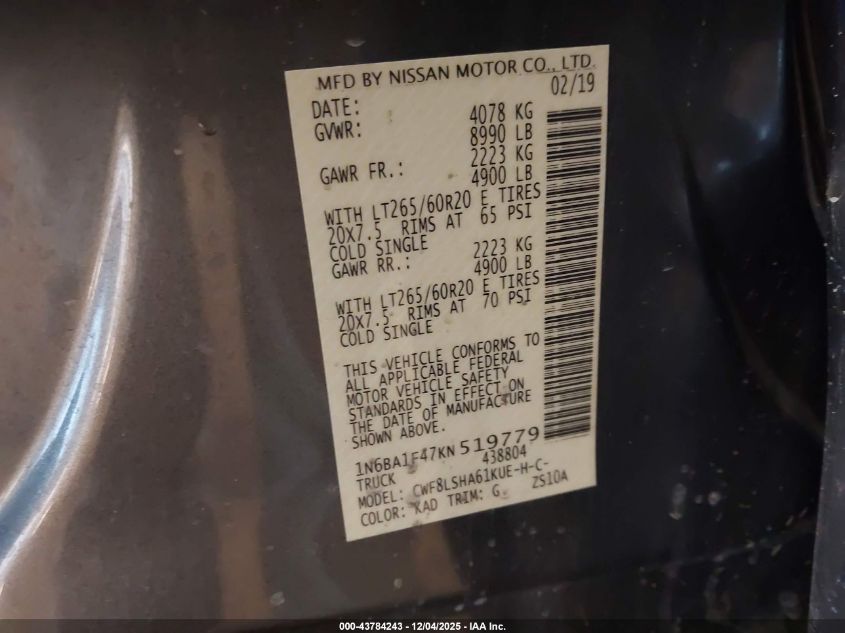 MFD BY NISSAN MOTOR CO., LTD.
DATE: 02/19
GVWR: 4078 KG
8990 LB
GAWR FR.: 2223 KG
4900 LB
WITH LT265/60R20 E TIRES
20X7.5 RIMS AT 65 PSI
COLD SINGLE
GAWR RR.: 2223 KG
4900 LB
WITH LT265/60R20 E TIRES
20X7.5 RIMS AT 70 PSI
COLD SINGLE
THIS VEHICLE CONFORMS TO
ALL APPLICABLE FEDERAL
MOTOR VEHICLE SAFETY
STANDARDS IN EFFECT ON
THE DATE OF MANUFACTURE
SHOWN ABOVE.
1N6BA1F47KN519779
TRUCK 438804
MODEL: CWF8LSHA61KUE-H-C-
COLOR: KAD TRIM: G ZS10A
000-43784243 - 12/04/2025 - IAA Inc.